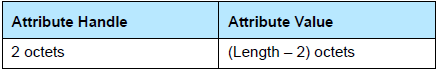 Attribute Handle Attribute Value
2 octets (Length – 2) octets